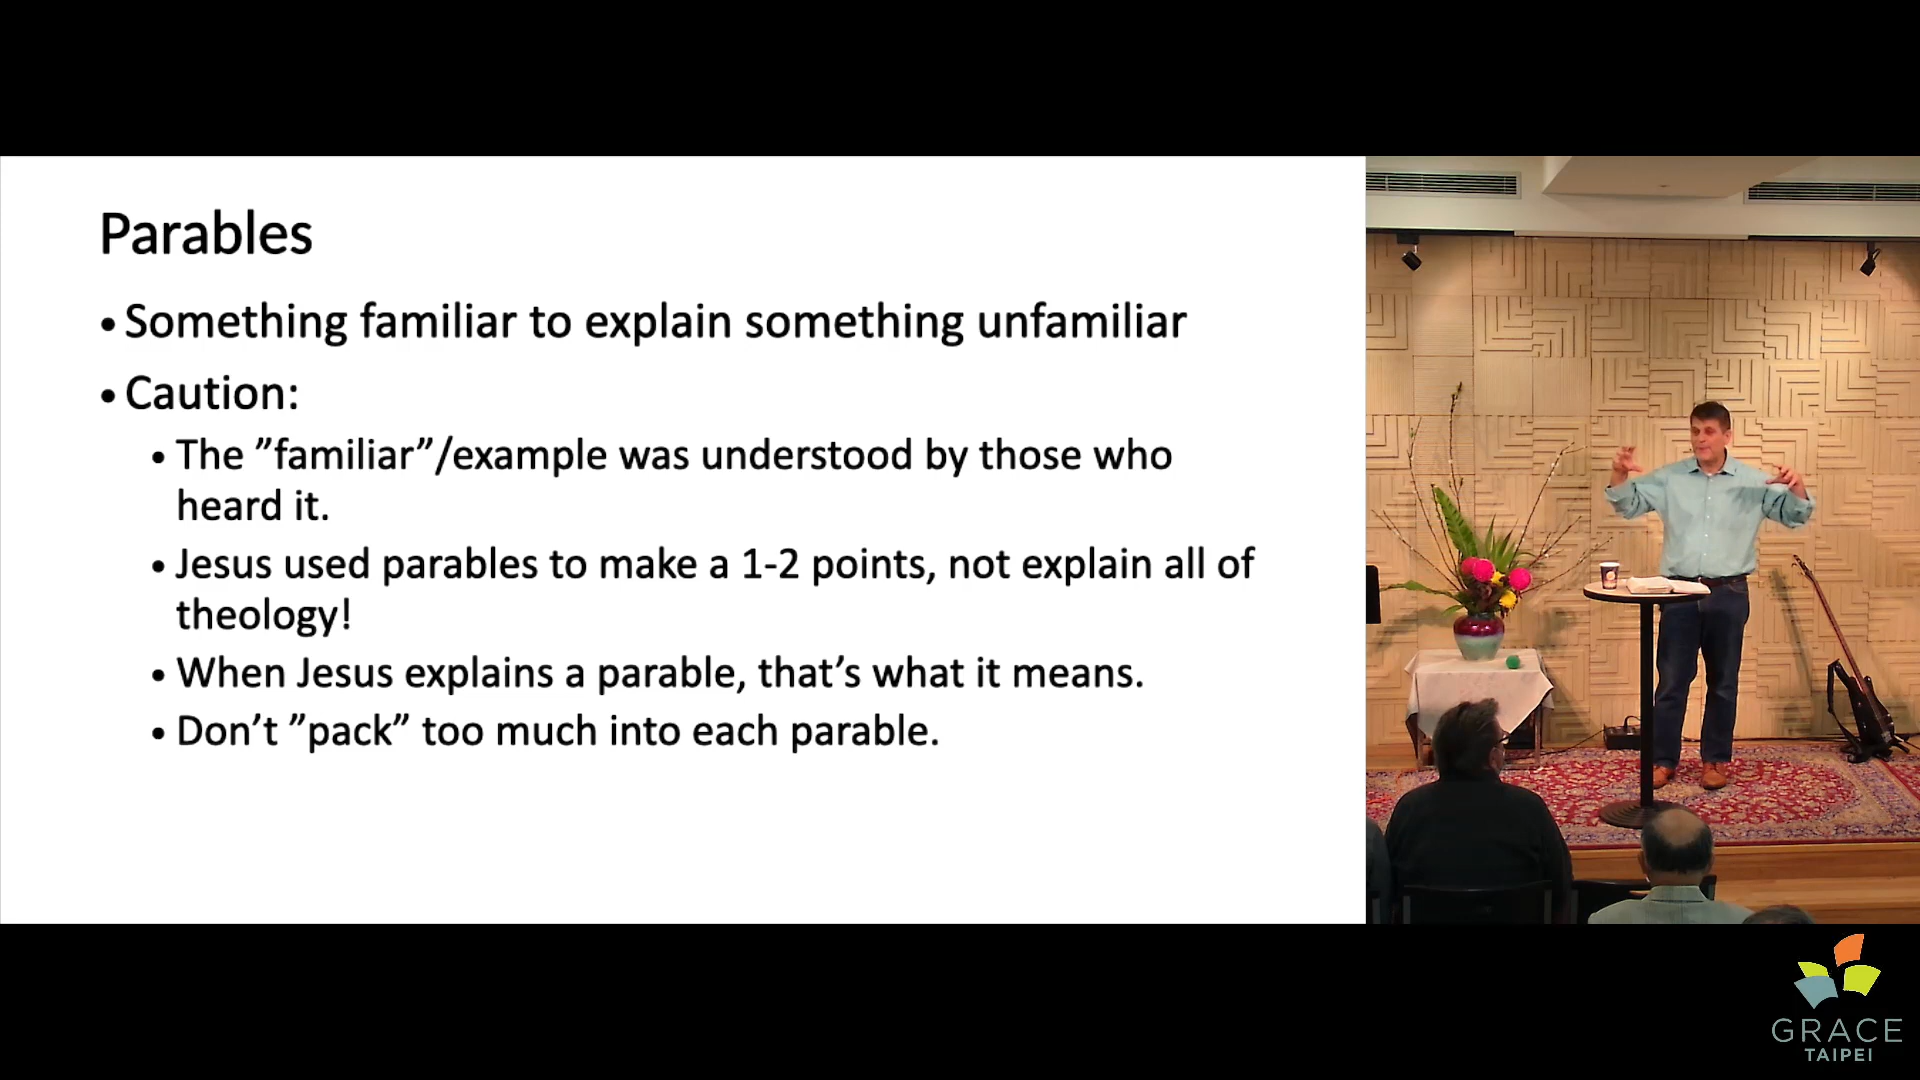 Parables
• Something familiar to explain something unfamiliar
• Caution:
• The ”familiar”/example was understood by those who
heard it.
• Jesus used parables to make a 1-2 points, not explain all of
theology!
• When Jesus explains a parable, that’s what it means.
• Don’t ”pack” too much into each parable.
GRACE
TAIPEI